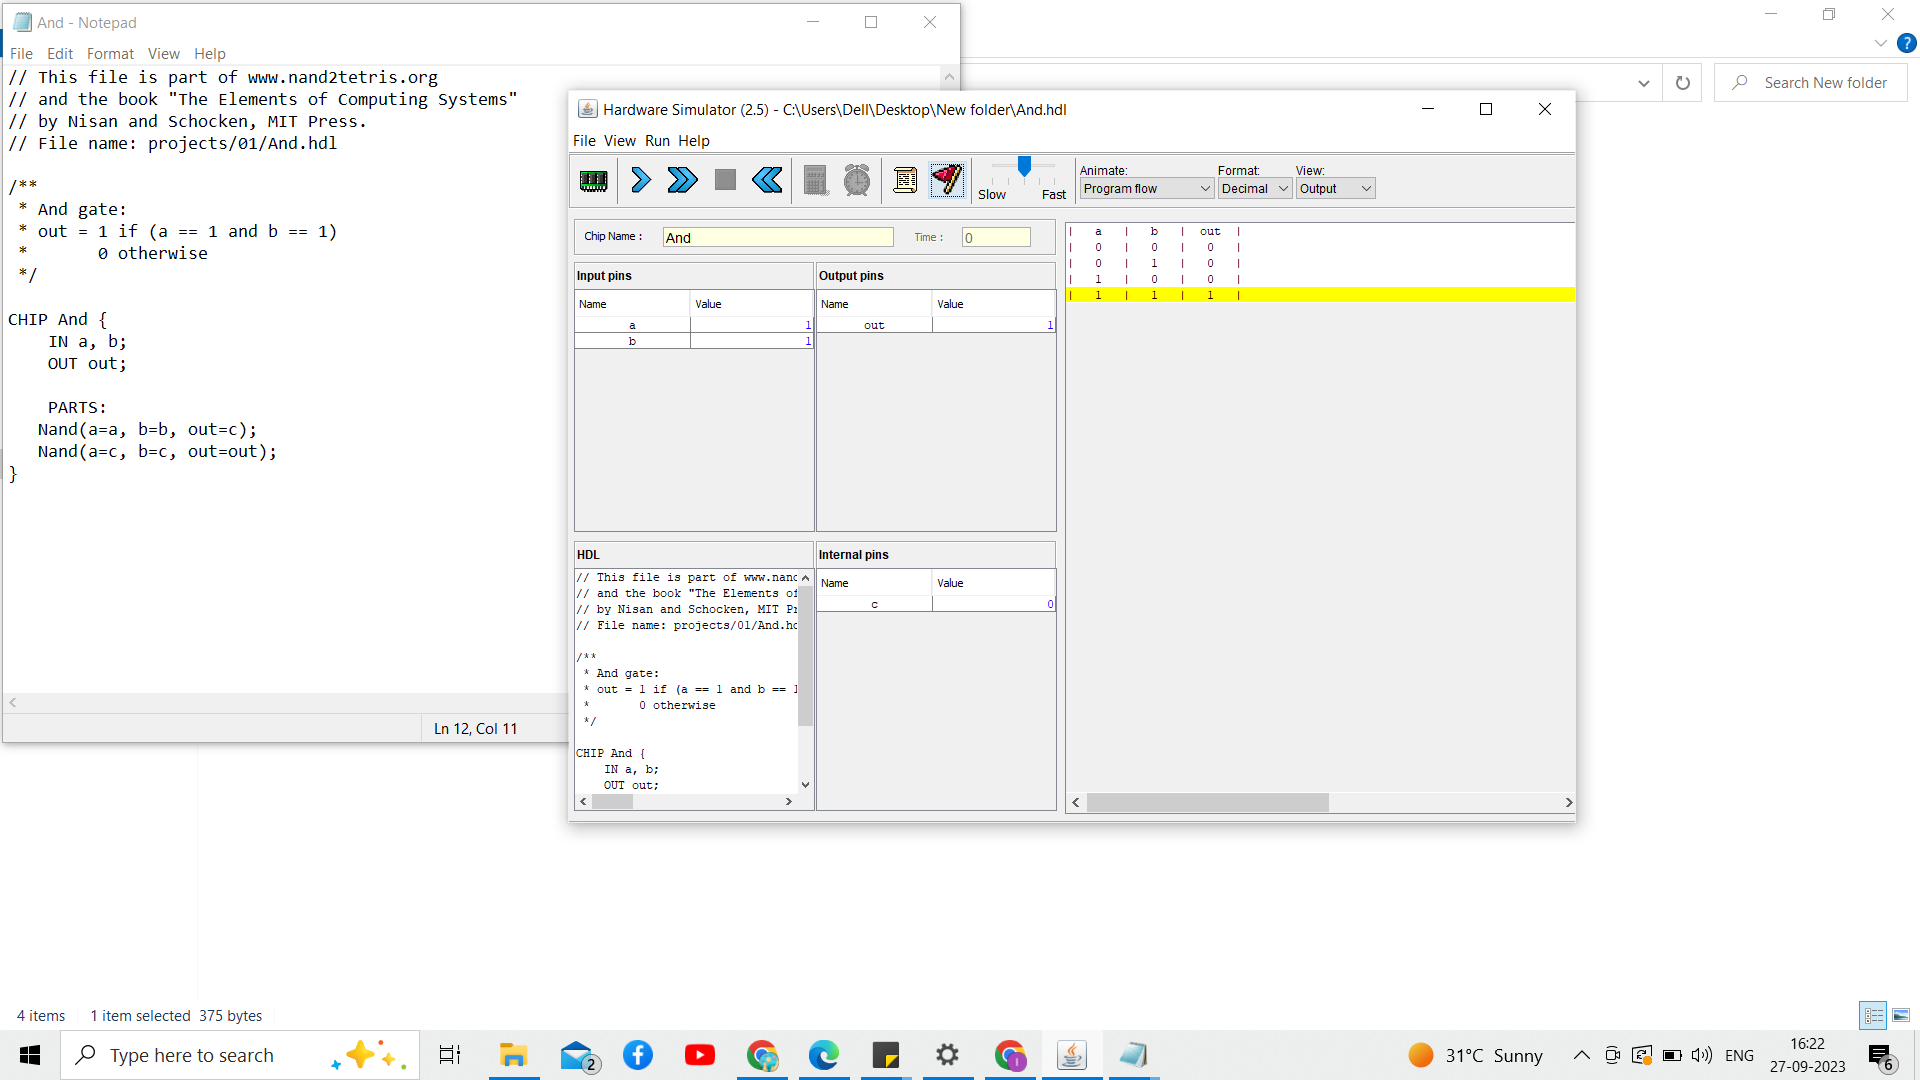 And - Notepad
File Edit Format View Help
// This file is part of www.nand2tetris.org
// and the book "The Elements of Computing Systems"
// by Nisan and Schocken, MIT Press.
// File name: projects/01/And.hdl
/**
* And gate:
* out = 1 if (a == 1 and b == 1)
* 0 otherwise
*/
CHIP And {
IN a, b;
OUT out;
PARTS:
Nand(a=a, b=b, out=c);
Nand(a=c, b=c, out=out);
}
Ln 12, Col 11
?
Search New folder
Hardware Simulator (2.5) - C:\Users\Dell\Desktop\New folder\And.hdl
File View Run Help
Slow Fast
Animate: Format: View:
Program flow Decimal Output
Chip Name : And Time : 0
Input pins
Name Value
a 1
b 1
Output pins
Name Value
out 1
HDL
// This file is part of www.nand
// and the book "The Elements of
// by Nisan and Schocken, MIT Pr
// File name: projects/01/And.hd
/**
* And gate:
* out = 1 if (a == 1 and b == 1
* 0 otherwise
*/
CHIP And {
IN a, b;
OUT out;
Internal pins
Name Value
c 0
| a | b | out |
| 0 | 0 | 0 |
| 0 | 1 | 0 |
| 1 | 0 | 0 |
| 1 | 1 | 1 |
4 items 1 item selected 375 bytes
Type here to search
2
31°C Sunny
ENG
16:22
27-09-2023
6